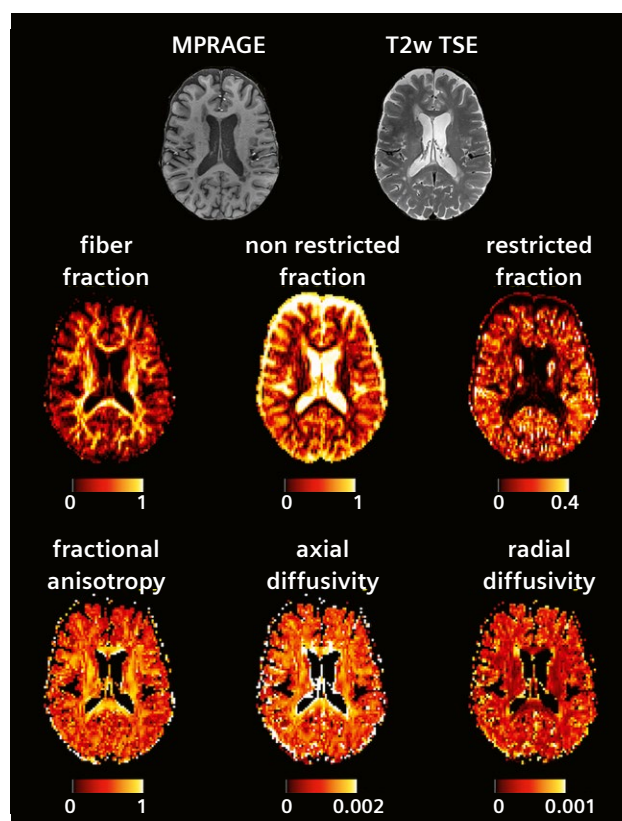 MPRAGE T2w TSE
fiber non restricted restricted
fraction fraction fraction
0 1 0 1 0 0.4
fractional axial radial
anisotropy diffusivity diffusivity
0 1 0 0.002 0 0.001